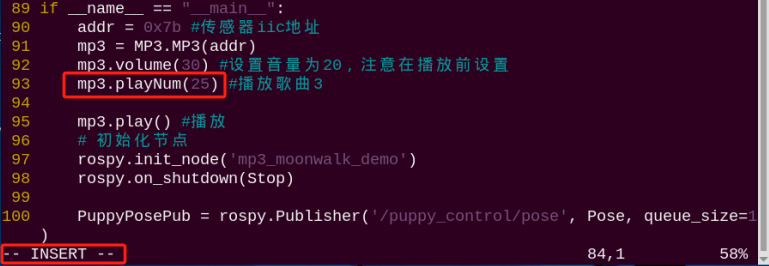 89 if __name__ == "__main__":
90     addr = 0x7b #传感器iic地址
91     mp3 = MP3.MP3(addr)
92     mp3.volume(30) #设置音量为20，注意在播放前设置
93     mp3.playNum(25) #播放歌曲3
94
95     mp3.play() #播放
96     # 初始化节点
97     rospy.init_node('mp3_moonwalk_demo')
98     rospy.on_shutdown(Stop)
99
100     PuppyPosePub = rospy.Publisher('/puppy_control/pose', Pose, queue_size=1
)
-- INSERT -- 84,1 58%